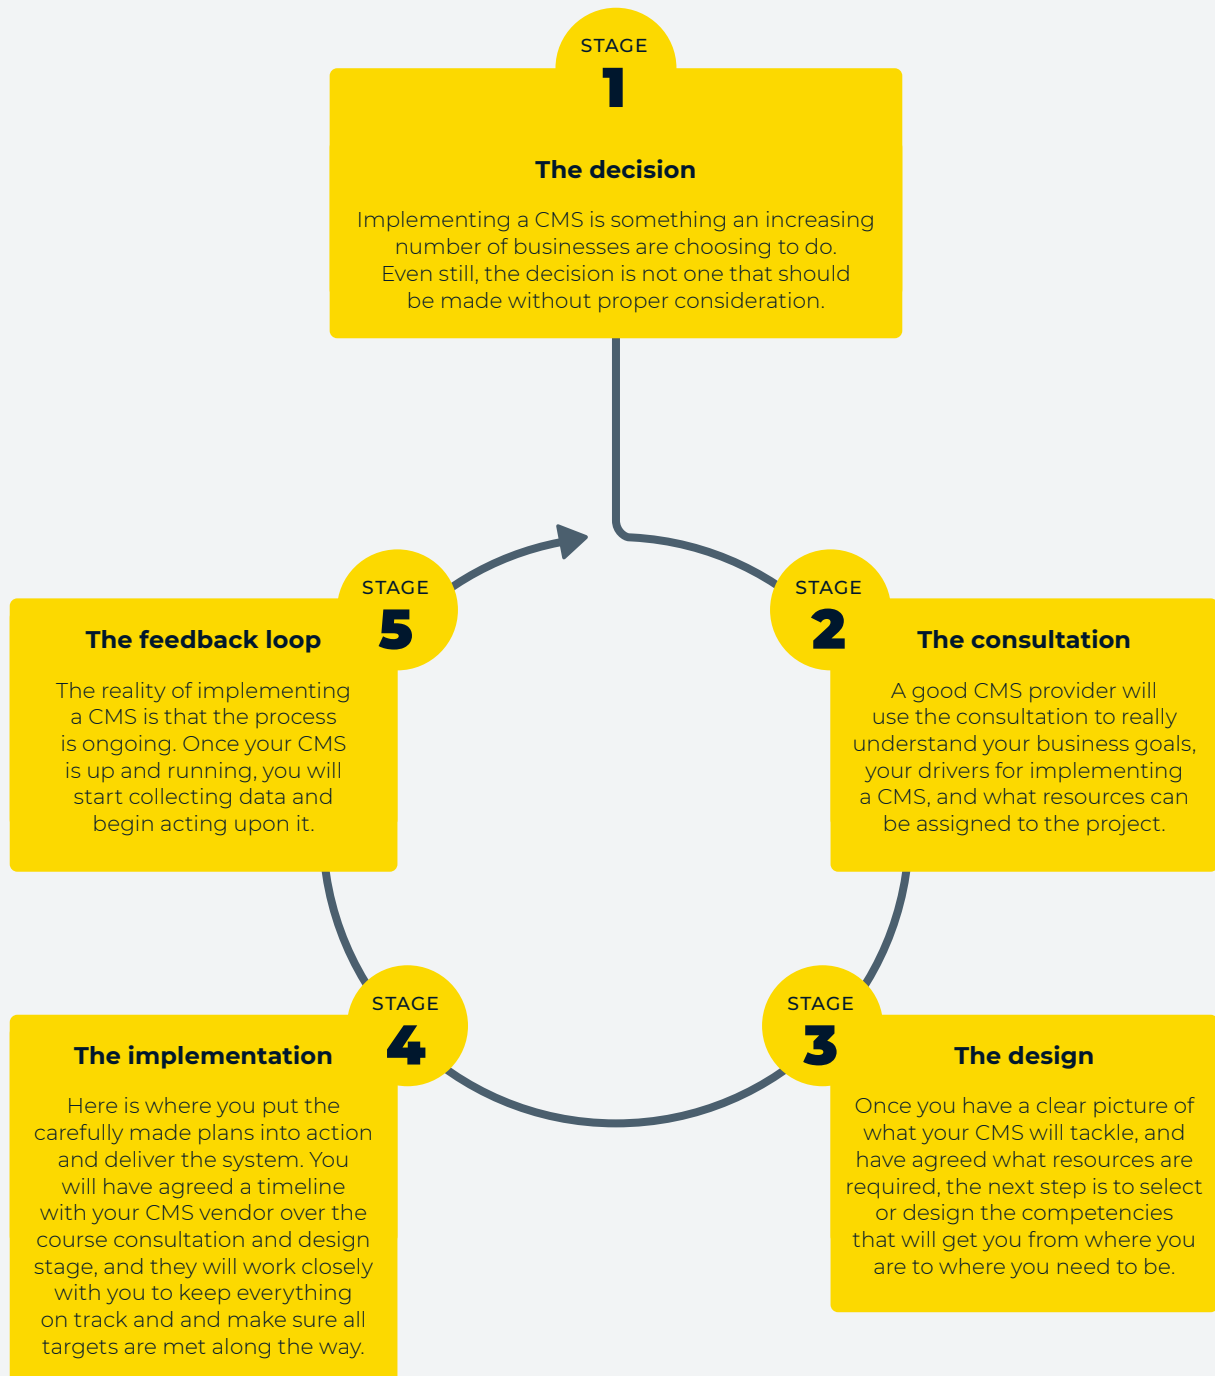 STAGE
1
The decision
Implementing a CMS is something an increasing
number of businesses are choosing to do.
Even still, the decision is not one that should
be made without proper consideration.
STAGE
2
The consultation
A good CMS provider will
use the consultation to really
understand your business goals,
your drivers for implementing
a CMS, and what resources can
be assigned to the project.
STAGE
3
The design
Once you have a clear picture of
what your CMS will tackle, and
have agreed what resources are
required, the next step is to select
or design the competencies
that will get you from where you
are to where you need to be.
STAGE
4
The implementation
Here is where you put the
carefully made plans into action
and deliver the system. You
will have agreed a timeline
with your CMS vendor over the
course consultation and design
stage, and they will work closely
with you to keep everything
on track and and make sure all
targets are met along the way.
STAGE
5
The feedback loop
The reality of implementing
a CMS is that the process
is ongoing. Once your CMS
is up and running, you will
start collecting data and
begin acting upon it.